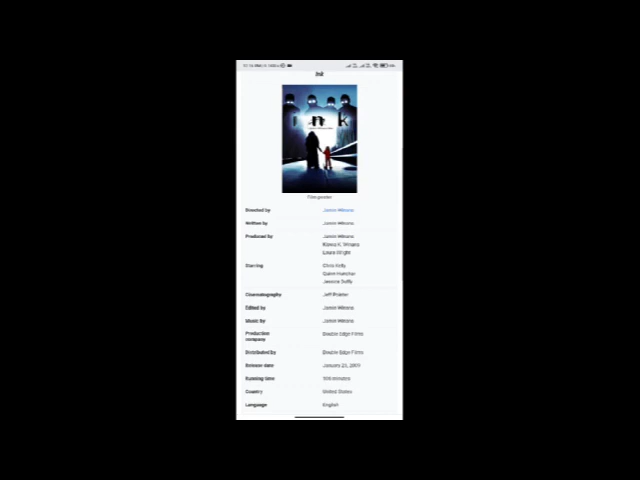 Ink
ink
Film poster
Directed by Jamin Winans
Written by Jamin Winans
Produced by Jamin Winans
Kiowa K. Winans
Laura Wright
Starring Chris Kelly
Quinn Hunchar
Jessica Duffy
Cinematography Jeff Pointer
Edited by Jamin Winans
Music by Jamin Winans
Production company Double Edge Films
Distributed by Double Edge Films
Release date January 23, 2009
Running time 106 minutes
Country United States
Language English